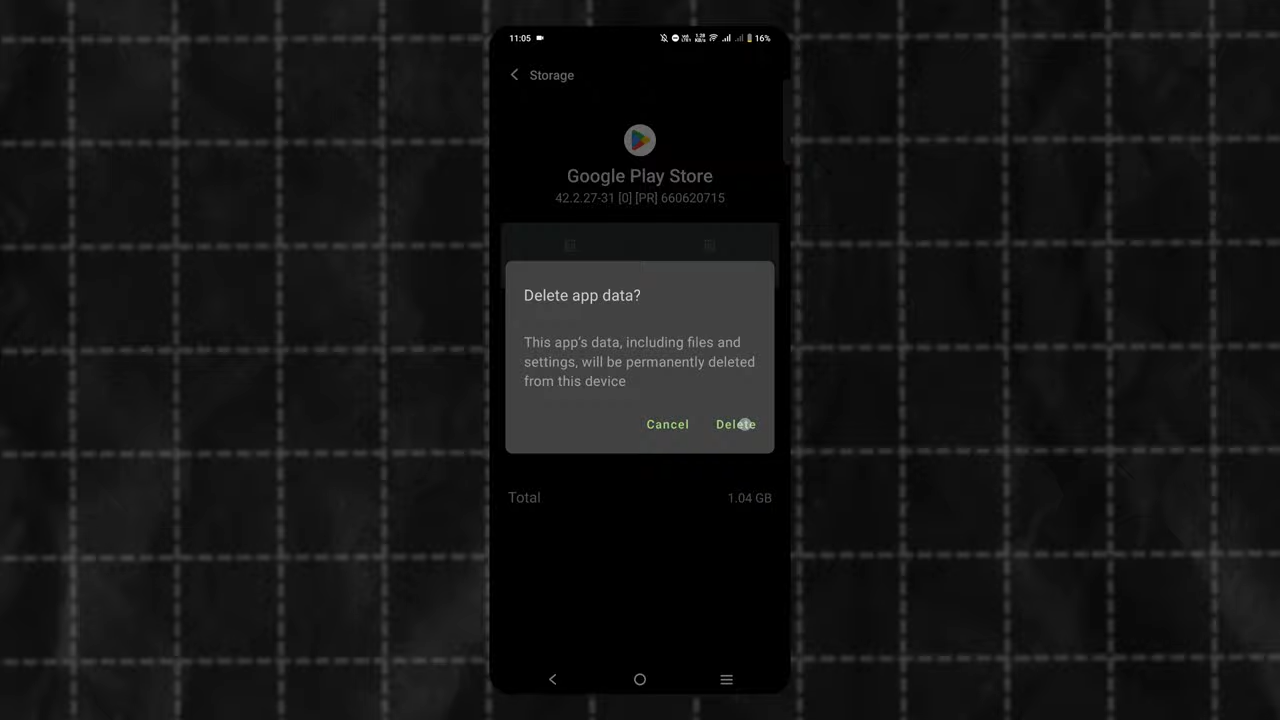 11:05
16%
Storage
Google Play Store
42.2.27-31 [0] [PR] 660620715
Delete app data?
This app's data, including files and
settings, will be permanently deleted
from this device
Cancel Delete
Total 1.04 GB